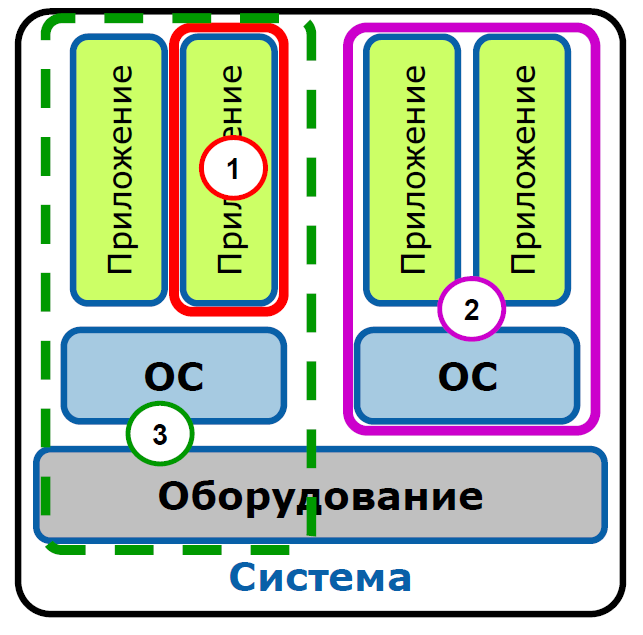 Приложение
Приложение
1
Приложение
Приложение
2
ОС
ОС
3
Оборудование
Система